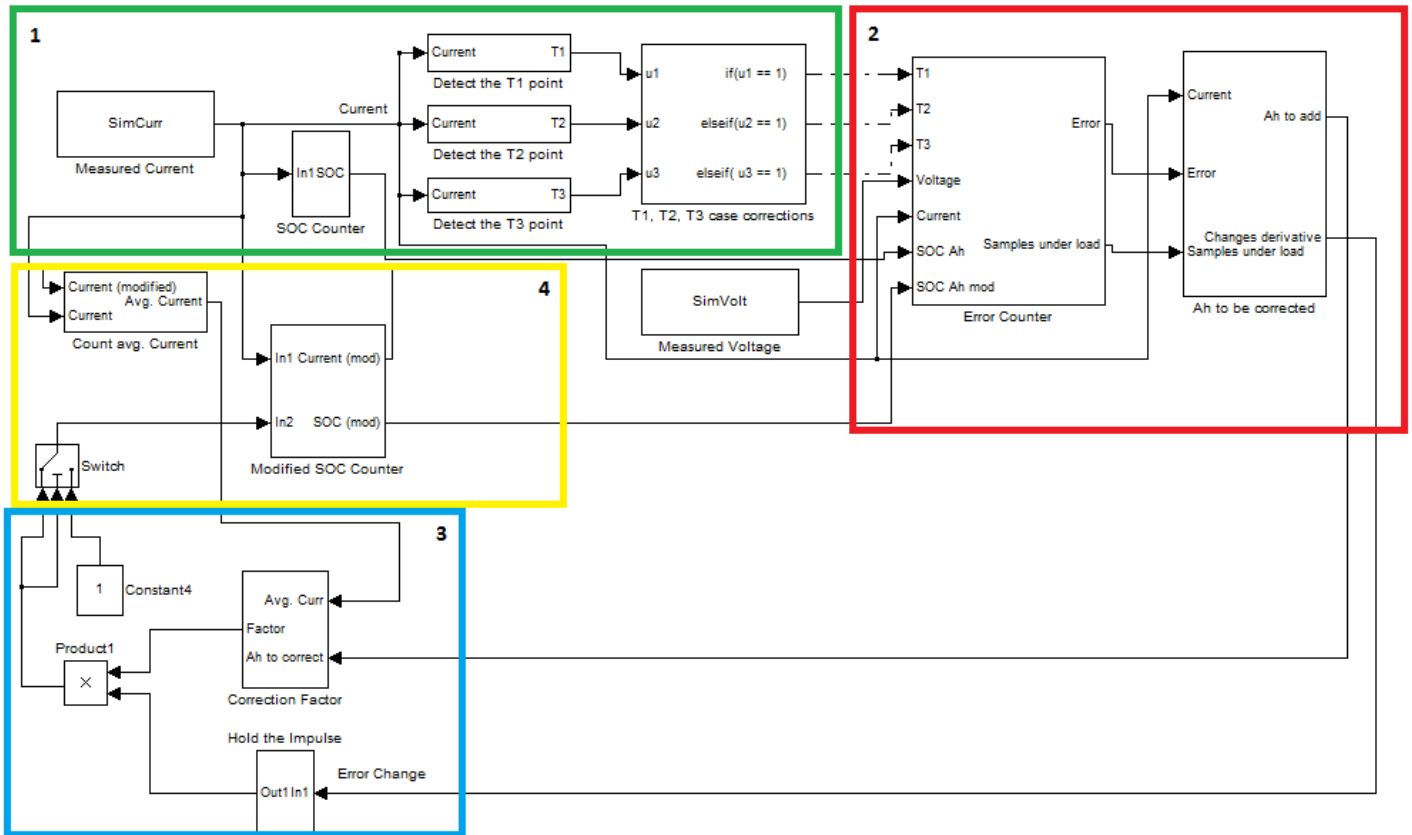 1
SimCurr
Measured Current
Current
In1 SOC
SOC Counter
Current T1
Detect the T1 point
Current T2
Detect the T2 point
Current T3
Detect the T3 point
u1 if(u1 == 1)
u2 elseif(u2 == 1)
u3 elseif( u3 == 1)
T1, T2, T3 case corrections
2
T1
T2
T3
Voltage
Current
SOC Ah
SOC Ah mod
Error
Samples under load
Error Counter
Current
Ah to add
Error
Changes derivative
Samples under load
Ah to be corrected
SimVolt
Measured Voltage
4
Current (modified)
Avg. Current
Current
Count avg. Current
In1 Current (mod)
In2 SOC (mod)
Modified SOC Counter
Switch
3
1
Constant4
Avg. Curr
Factor
Ah to correct
Correction Factor
Product1
×
Hold the Impulse
Out1 In1
Error Change